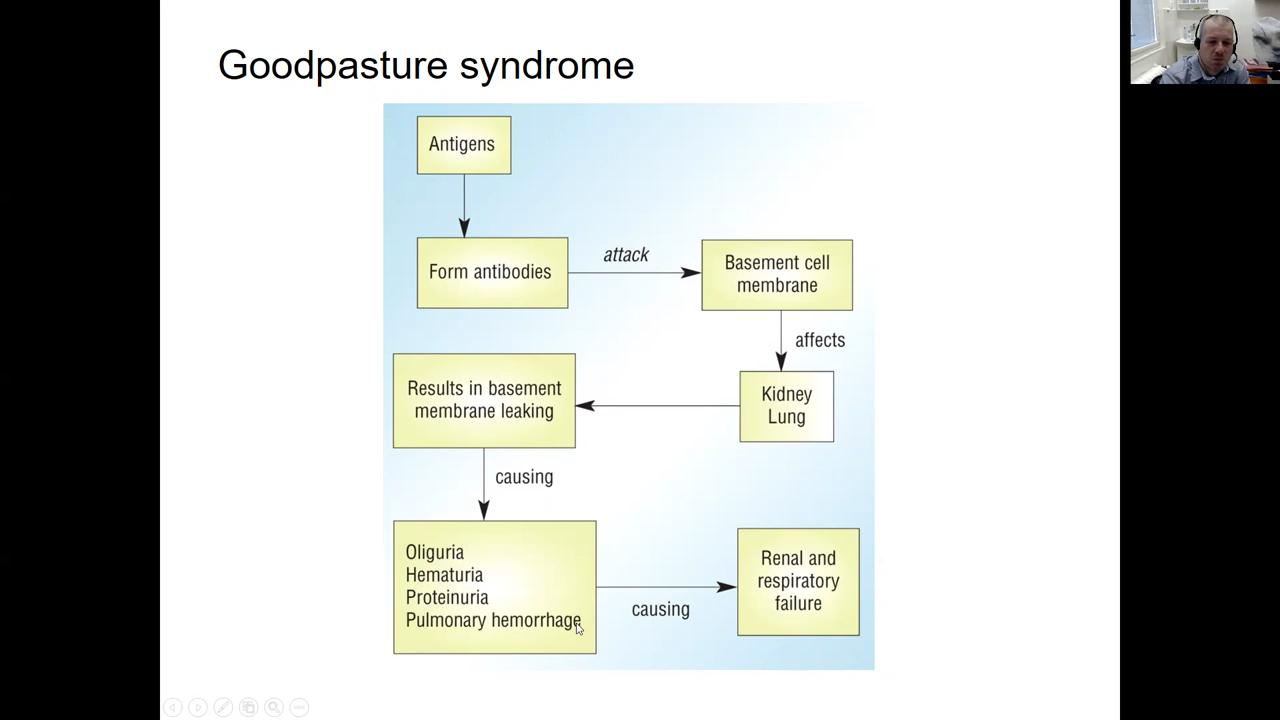 Goodpasture syndrome
Antigens
Form antibodies
attack
Basement cell
membrane
affects
Kidney
Lung
Results in basement
membrane leaking
causing
Oliguria
Hematuria
Proteinuria
Pulmonary hemorrhage
causing
Renal and
respiratory
failure